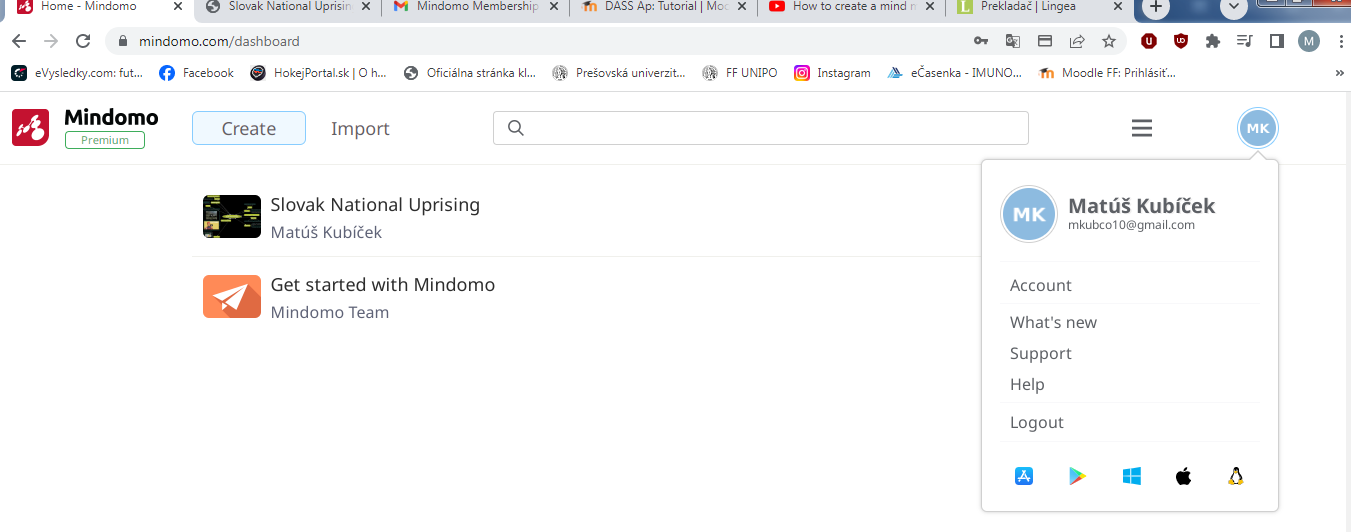 Home - Mindomo
Slovak National Uprisin
Mindomo Membership
DASS Ap: Tutorial | Moo
How to create a mind m
Prekladač | Lingea
mindomo.com/dashboard
M
eVysledky.com: fut...
Facebook
HokejPortal.sk | O h...
Oficiálna stránka kl...
Prešovská univerzit...
FF UNIPO
Instagram
eČasenka - IMUNO...
Moodle FF: Prihlásiť...
Mindomo
Premium
Create
Import
MK
Slovak National Uprising
Matúš Kubíček
Get started with Mindomo
Mindomo Team
MK
Matúš Kubíček
mkubco10@gmail.com
Account
What's new
Support
Help
Logout